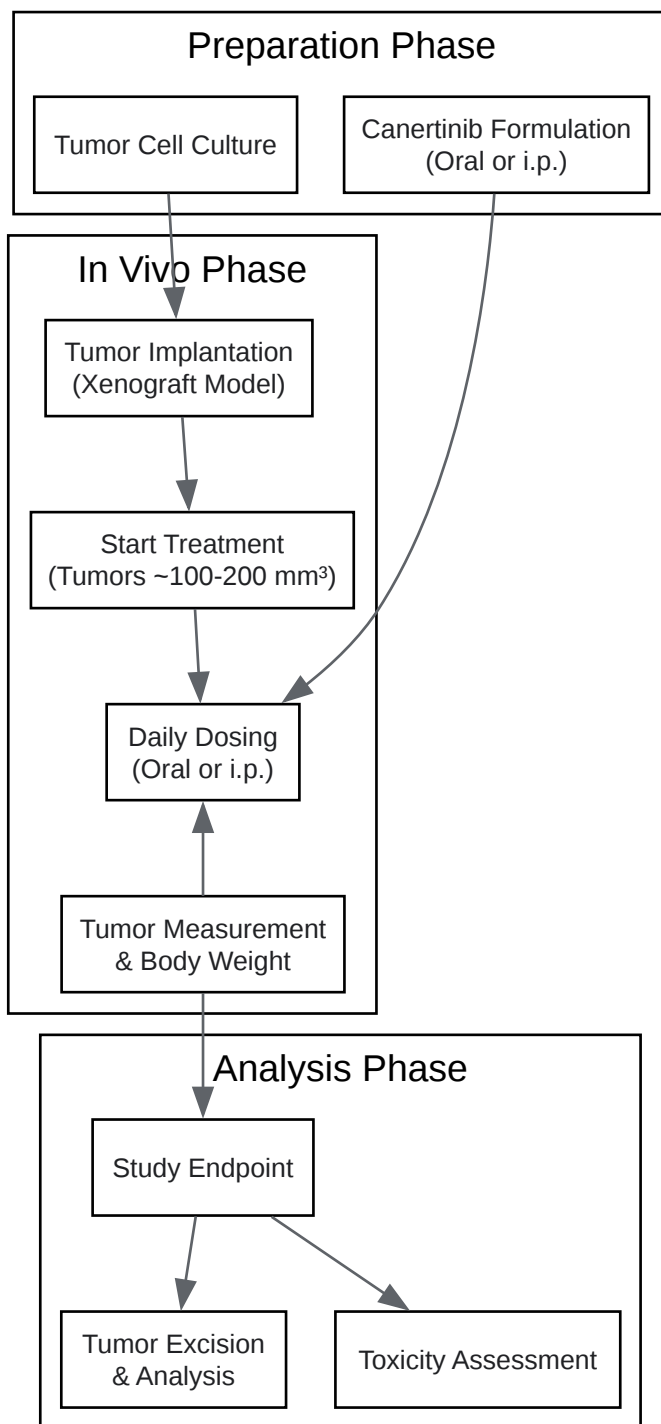 Preparation Phase
Tumor Cell Culture
Canertinib Formulation
(Oral or i.p.)
In Vivo Phase
Tumor Implantation
(Xenograft Model)
Start Treatment
(Tumors ~100-200 mm³)
Daily Dosing
(Oral or i.p.)
Tumor Measurement
& Body Weight
Analysis Phase
Study Endpoint
Tumor Excision
& Analysis
Toxicity Assessment